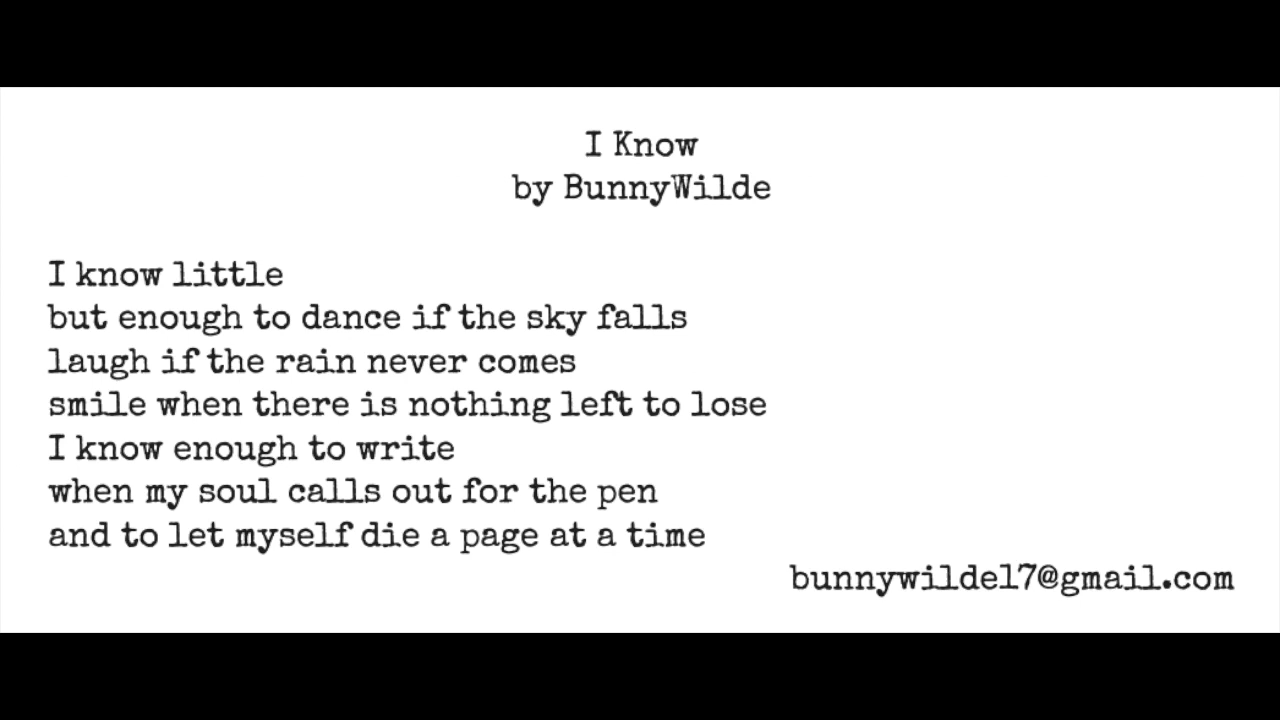 I Know
by BunnyWilde
I know little
but enough to dance if the sky falls
laugh if the rain never comes
smile when there is nothing left to lose
I know enough to write
when my soul calls out for the pen
and to let myself die a page at a time
bunnywilde17@gmail.com